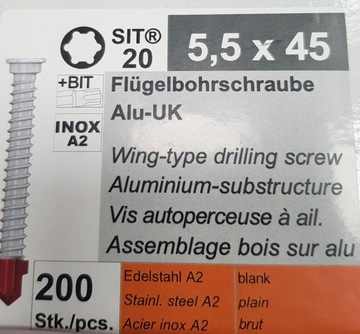 SIT®
20
5,5 x 45
+BIT
INOX
A2
Flügelbohrschraube
Alu-UK
Wing-type drilling screw
Aluminium-substructure
Vis autoperceuse à ail.
Assemblage bois sur alu
200
Stk./pcs.
Edelstahl A2 blank
Stainl. steel A2 plain
Acier inox A2 brut